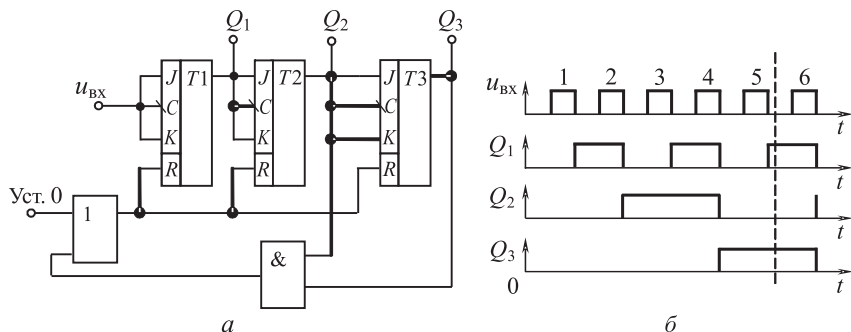 Q1 Q2 Q3
J T1 J T2 J T3
uвх C C C
K K K
R R R
Уст. 0
1
&
а
uвх 1 2 3 4 5 6 t
Q1 t
Q2 t
Q3 t
0
б